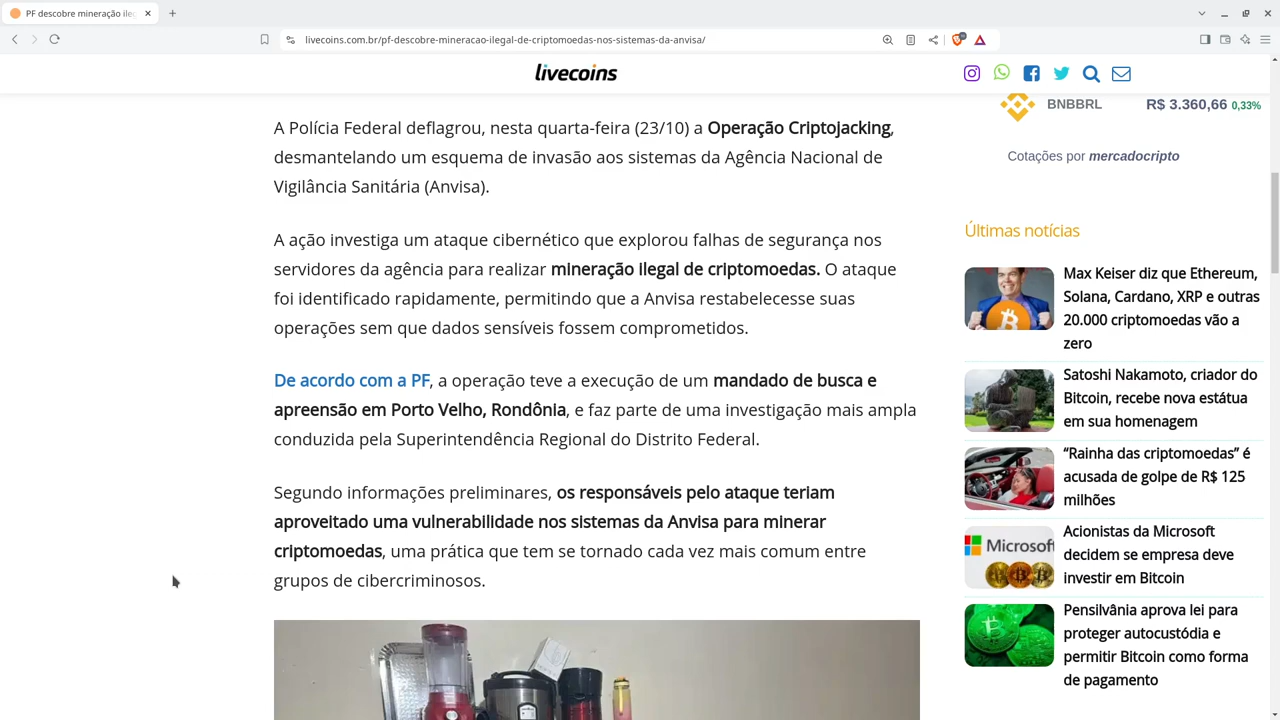 PF descobre mineração ileg
livecoins.com.br/pf-descobre-mineracao-ilegal-de-criptomoedas-nos-sistemas-da-anvisa/
livecoins
BNBBRL R$ 3.360,66 0,33%
Cotações por mercadocripto
A Polícia Federal deflagrou, nesta quarta-feira (23/10) a Operação Criptojacking,
desmantelando um esquema de invasão aos sistemas da Agência Nacional de
Vigilância Sanitária (Anvisa).
A ação investiga um ataque cibernético que explorou falhas de segurança nos
servidores da agência para realizar mineração ilegal de criptomoedas. O ataque
foi identificado rapidamente, permitindo que a Anvisa restabelecesse suas
operações sem que dados sensíveis fossem comprometidos.
De acordo com a PF, a operação teve a execução de um mandado de busca e
apreensão em Porto Velho, Rondônia, e faz parte de uma investigação mais ampla
conduzida pela Superintendência Regional do Distrito Federal.
Segundo informações preliminares, os responsáveis pelo ataque teriam
aproveitado uma vulnerabilidade nos sistemas da Anvisa para minerar
criptomoedas, uma prática que tem se tornado cada vez mais comum entre
grupos de cibercriminosos.
Últimas notícias
Max Keiser diz que Ethereum,
Solana, Cardano, XRP e outras
20.000 criptomoedas vão a
zero
Satoshi Nakamoto, criador do
Bitcoin, recebe nova estátua
em sua homenagem
“Rainha das criptomoedas” é
acusada de golpe de R$ 125
milhões
Microsoft
Acionistas da Microsoft
decidem se empresa deve
investir em Bitcoin
Pensilvânia aprova lei para
proteger autocustódia e
permitir Bitcoin como forma
de pagamento